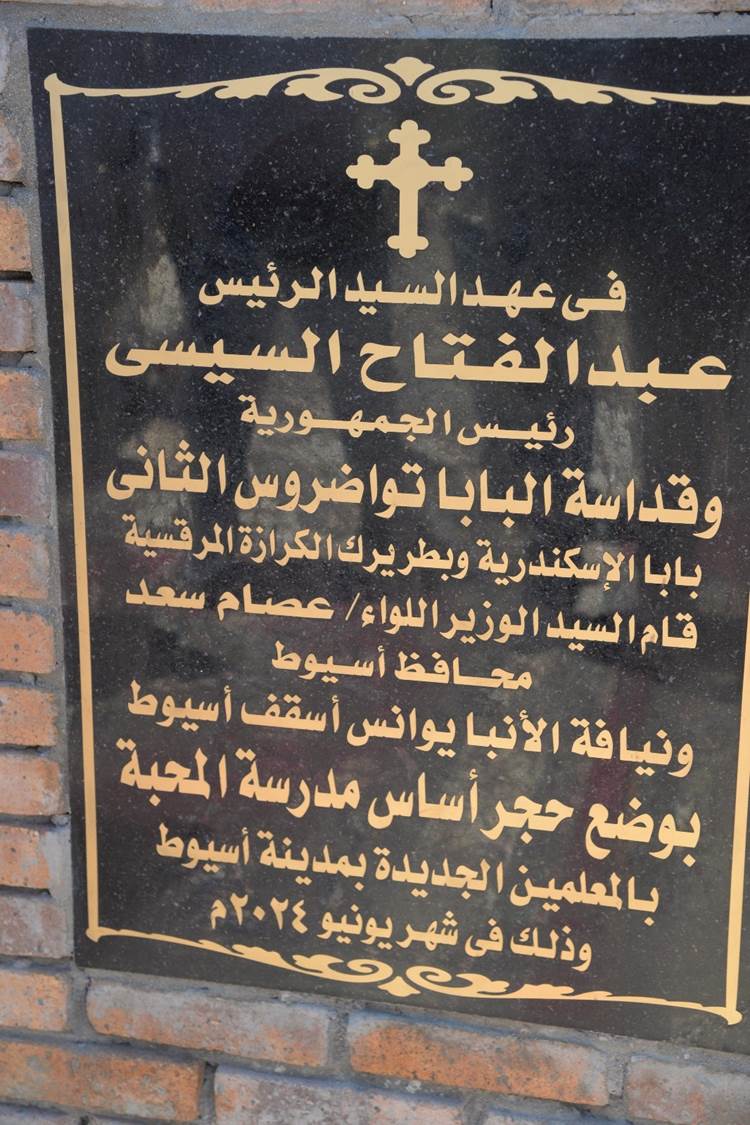 فى عهد السيد الرئيس
عبدالفتاح السيسى
رئيس الجمهورية
وقداسة البابا تواضروس الثانى
بابا الإسكندرية وبطريرك الكرازة المرقسية
قام السيد الوزير اللواء/ عصام سعد
محافظ أسيوط
ونيافة الأنبا يوانس أسقف أسيوط
بوضع حجر أساس مدرسة المحبة
بالمعلمين الجديدة بمدينة أسيوط
وذلك فى شهر يونيو ٢٠٢٤م